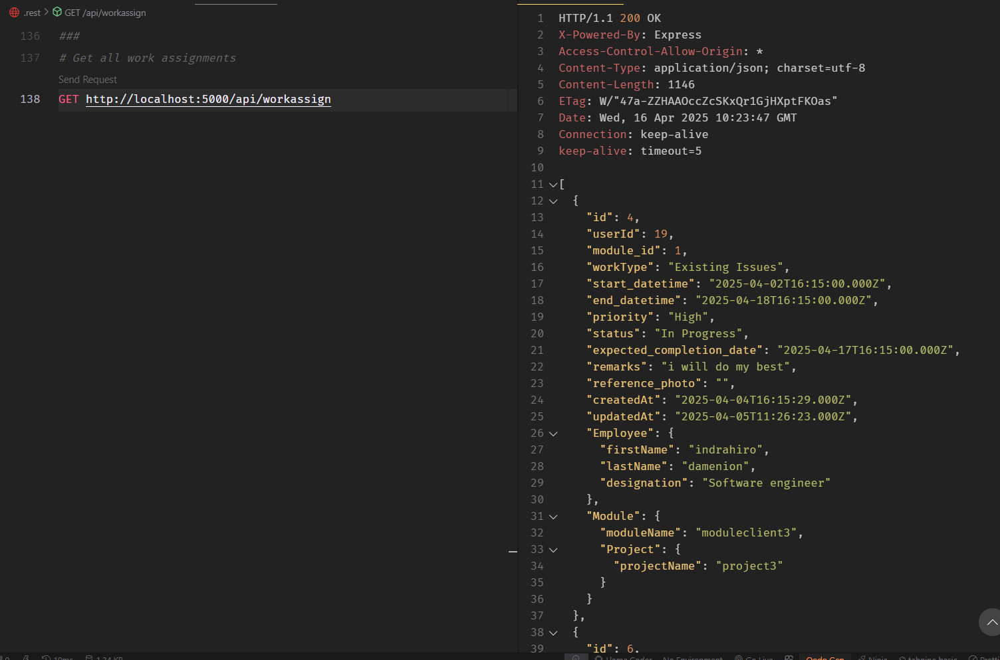 .rest > GET /api/workassign
136 ###
137 # Get all work assignments
Send Request
138 GET http://localhost:5000/api/workassign
1 HTTP/1.1 200 OK
2 X-Powered-By: Express
3 Access-Control-Allow-Origin: *
4 Content-Type: application/json; charset=utf-8
5 Content-Length: 1146
6 ETag: W/"47a-ZZHAAOccZcSKxQr1GjHXptFKOas"
7 Date: Wed, 16 Apr 2025 10:23:47 GMT
8 Connection: keep-alive
9 keep-alive: timeout=5
10
11 [
12 {
13 "id": 4,
14 "userId": 19,
15 "module_id": 1,
16 "workType": "Existing Issues",
17 "start_datetime": "2025-04-02T16:15:00.000Z",
18 "end_datetime": "2025-04-18T16:15:00.000Z",
19 "priority": "High",
20 "status": "In Progress",
21 "expected_completion_date": "2025-04-17T16:15:00.000Z",
22 "remarks": "i will do my best",
23 "reference_photo": "",
24 "createdAt": "2025-04-04T16:15:29.000Z",
25 "updatedAt": "2025-04-05T11:26:23.000Z",
26 "Employee": {
27 "firstName": "indrahiro",
28 "lastName": "damenion",
29 "designation": "Software engineer"
30 },
31 "Module": {
32 "moduleName": "moduleclient3",
33 "Project": {
34 "projectName": "project3"
35 }
36 }
37 },
38 {
39 "id": 6,